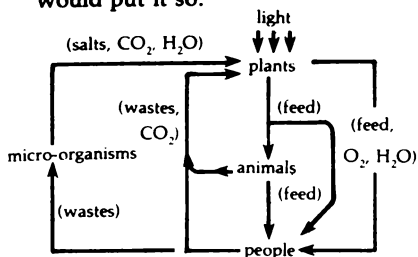 would put it so:
light
(salts, CO₂, H₂O)
plants
(wastes,
CO₂)
(feed)
(feed,
O₂, H₂O)
micro-organisms
animals
(feed)
(wastes)
people